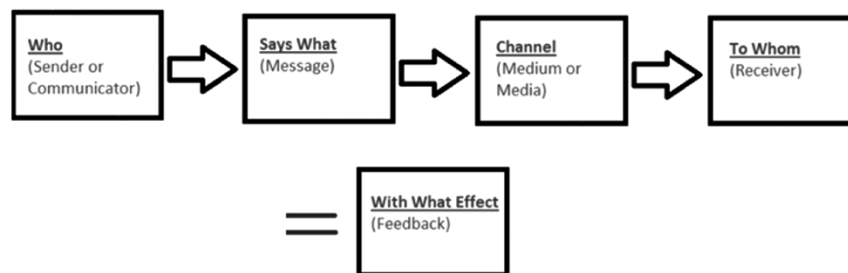 Who
(Sender or
Communicator)
Says What
(Message)
Channel
(Medium or
Media)
To Whom
(Receiver)
With What Effect
(Feedback)